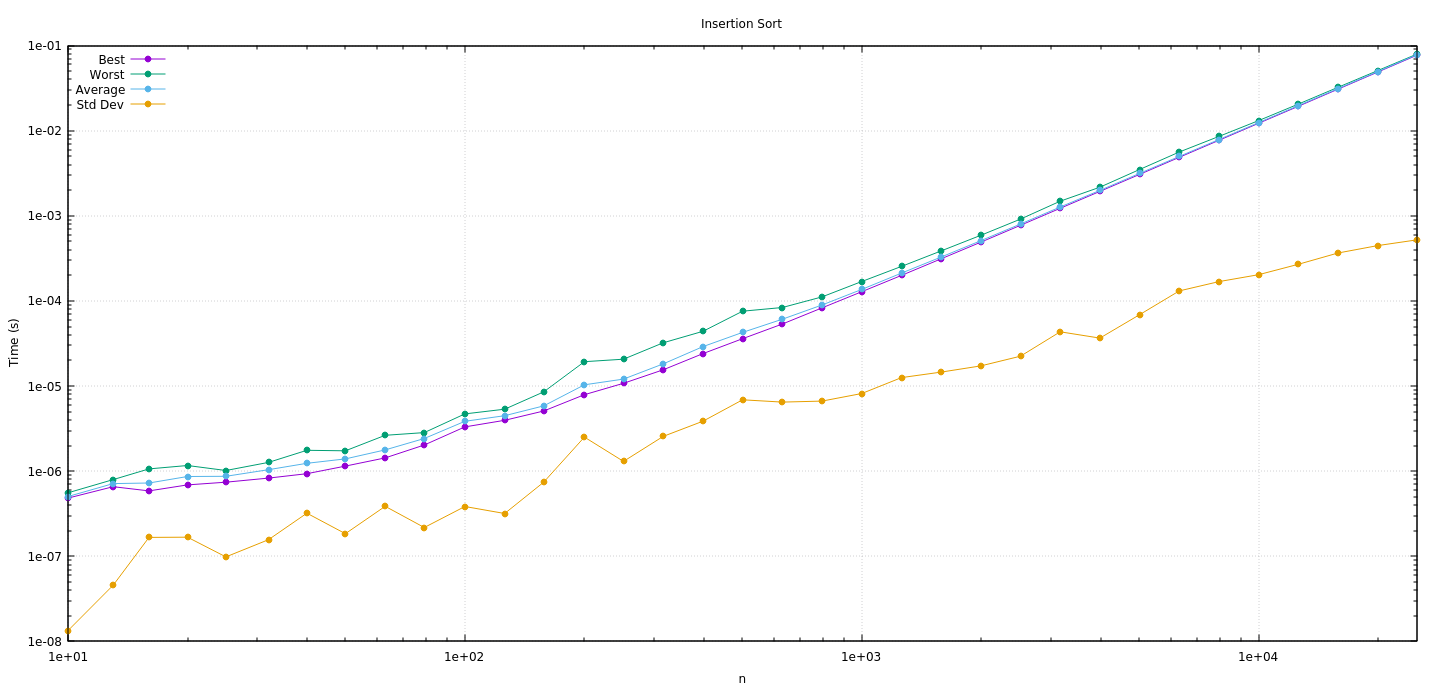 Insertion Sort
1e-01
1e-02
1e-03
1e-04
1e-05
1e-06
1e-07
1e-08
Time (s)
Best
Worst
Average
Std Dev
1e+01 1e+02 1e+03 1e+04
n